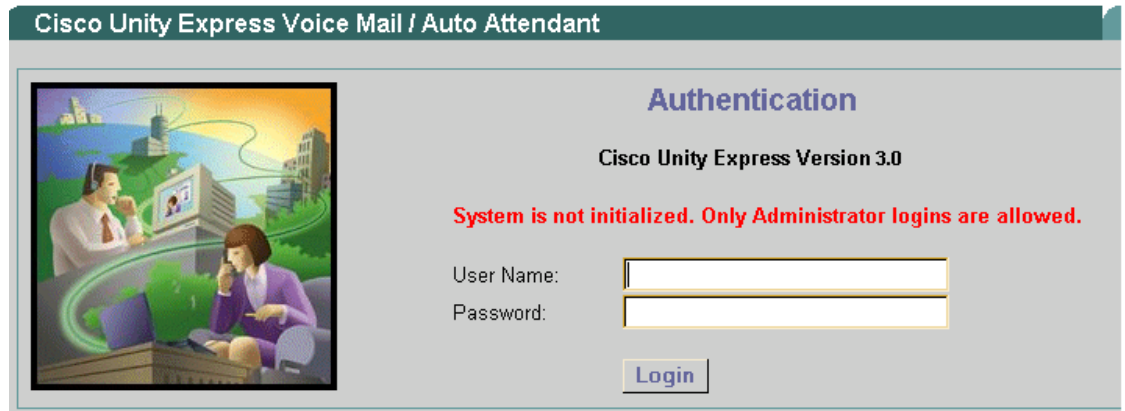 Cisco Unity Express Voice Mail / Auto Attendant
Authentication
Cisco Unity Express Version 3.0
System is not initialized. Only Administrator logins are allowed.
User Name:
Password:
Login